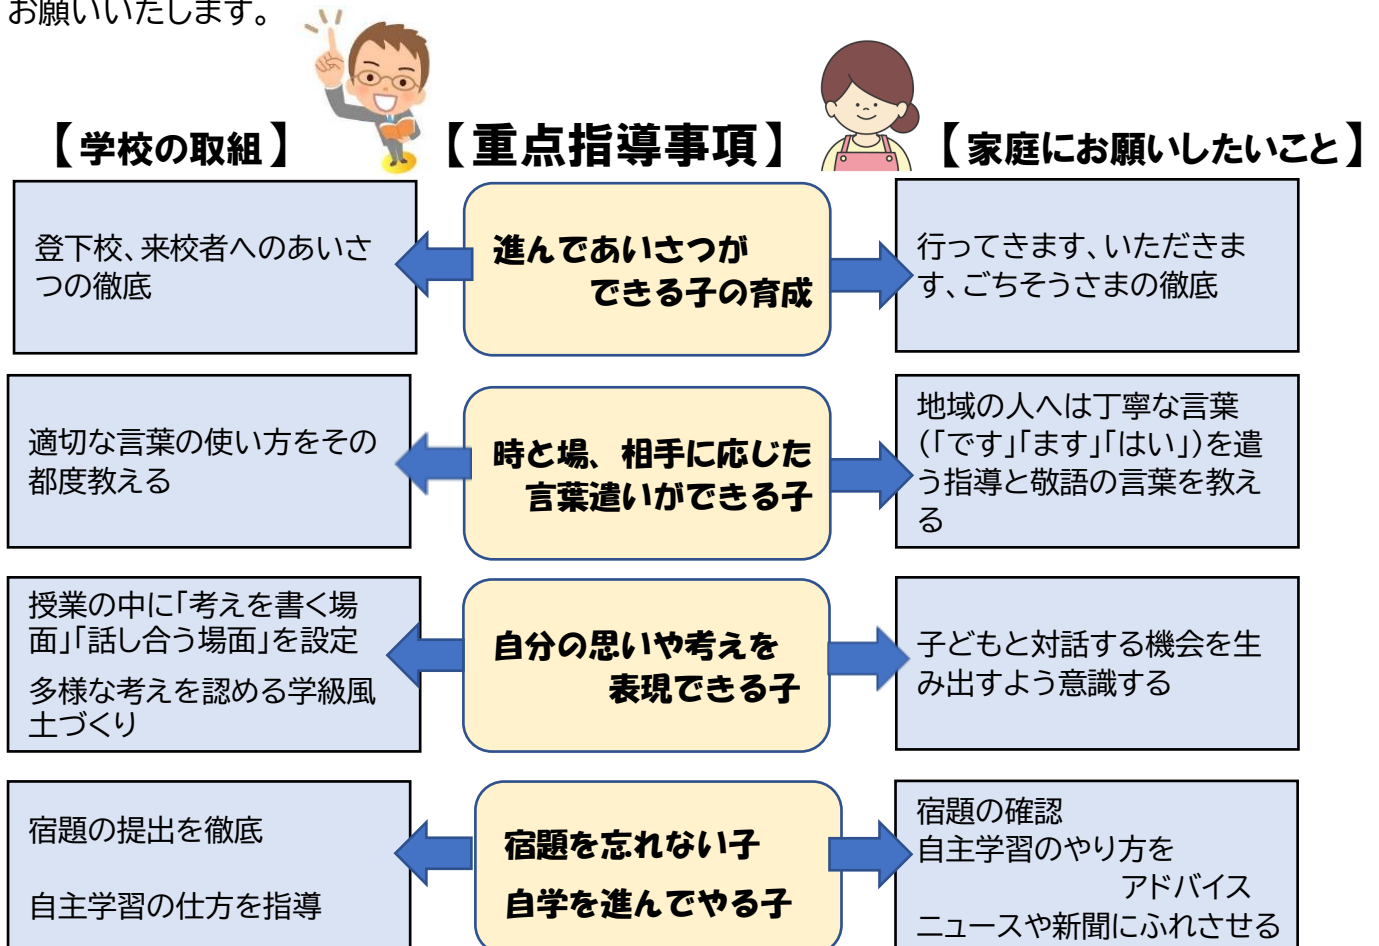 お願いいたします。
【学校の取組】
【重点指導事項】
【家庭にお願いしたいこと】
登下校、来校者へのあいさ
つの徹底
進んであいさつが
できる子の育成
行ってきます、いただきま
す、ごちそうさまの徹底
適切な言葉の使い方をその
都度教える
時と場、相手に応じた
言葉遣いができる子
地域の人へは丁寧な言葉
(「です」「ます」「はい」)を遣
う指導と敬語の言葉を教え
る
授業の中に「考えを書く場
面」「話し合う場面」を設定
多様な考えを認める学級風
土づくり
自分の思いや考えを
表現できる子
子どもと対話する機会を生
み出すよう意識する
宿題の提出を徹底
自主学習の仕方を指導
宿題を忘れない子
自学を進んでやる子
宿題の確認
自主学習のやり方を
アドバイス
ニュースや新聞にふれさせる